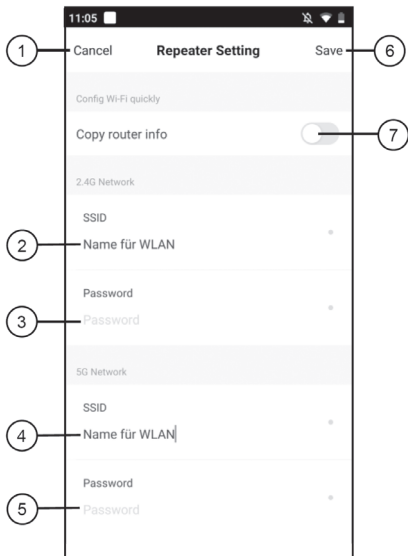 11:05
1 Cancel Repeater Setting Save 6
Config Wi-Fi quickly
Copy router info 7
2.4G Network
SSID
2 Name für WLAN
Password
3 Password
5G Network
SSID
4 Name für WLAN
Password
5 Password